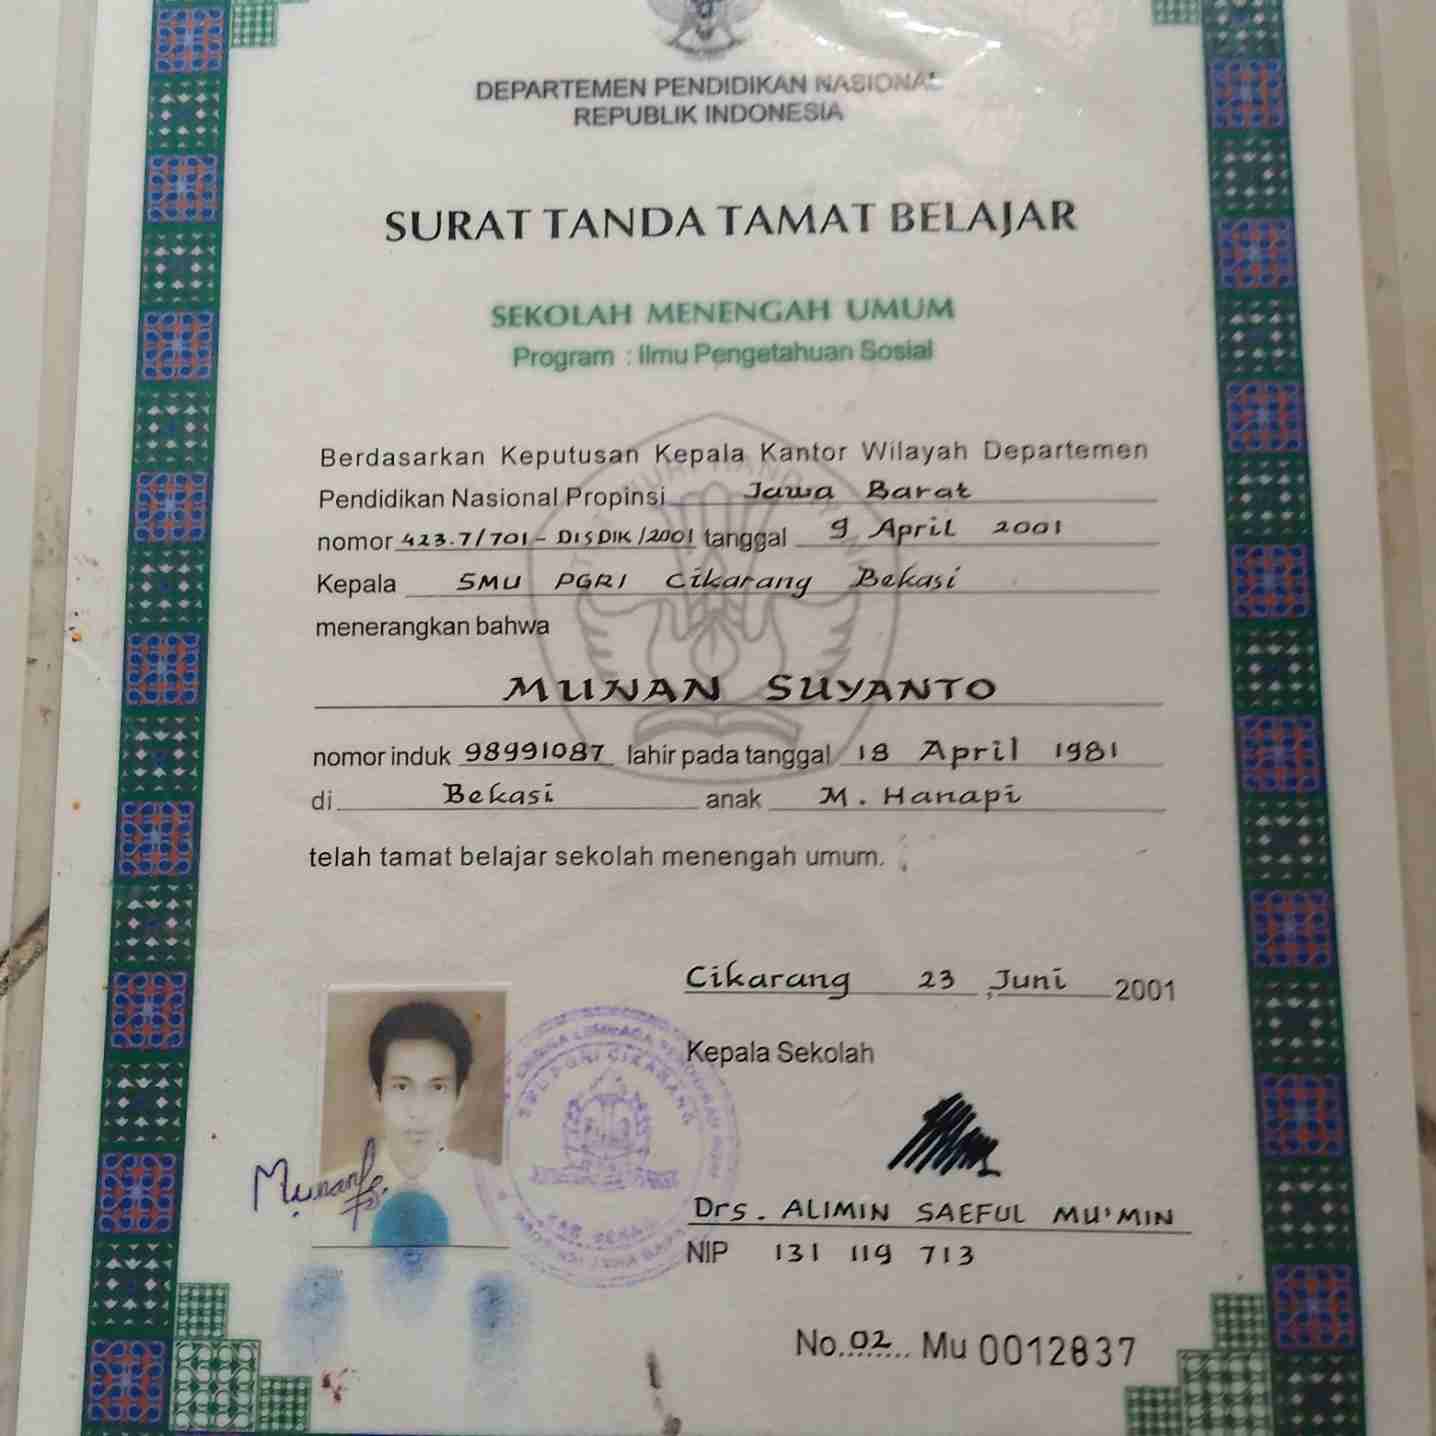 DEPARTEMEN PENDIDIKAN NASIONAL
REPUBLIK INDONESIA
SURAT TANDA TAMAT BELAJAR
SEKOLAH MENENGAH UMUM
Program : Ilmu Pengetahuan Sosial
Berdasarkan Keputusan Kepala Kantor Wilayah Departemen
Pendidikan Nasional Propinsi Jawa Barat
nomor 423.7/701 - DISDIK/2001 tanggal 9 April 2001
Kepala SMU PGRI Cikarang Bekasi
menerangkan bahwa
MUNAN SUYANTO
nomor induk 98991087 lahir pada tanggal 18 April 1981
di Bekasi anak M. Hanapi
telah tamat belajar sekolah menengah umum.
Cikarang 23 Juni 2001
Kepala Sekolah
Drs. ALIMIN SAEFUL MU'MIN
NIP 131 119 713
No. 02 Mu 0012837
PGRI CIKARANG